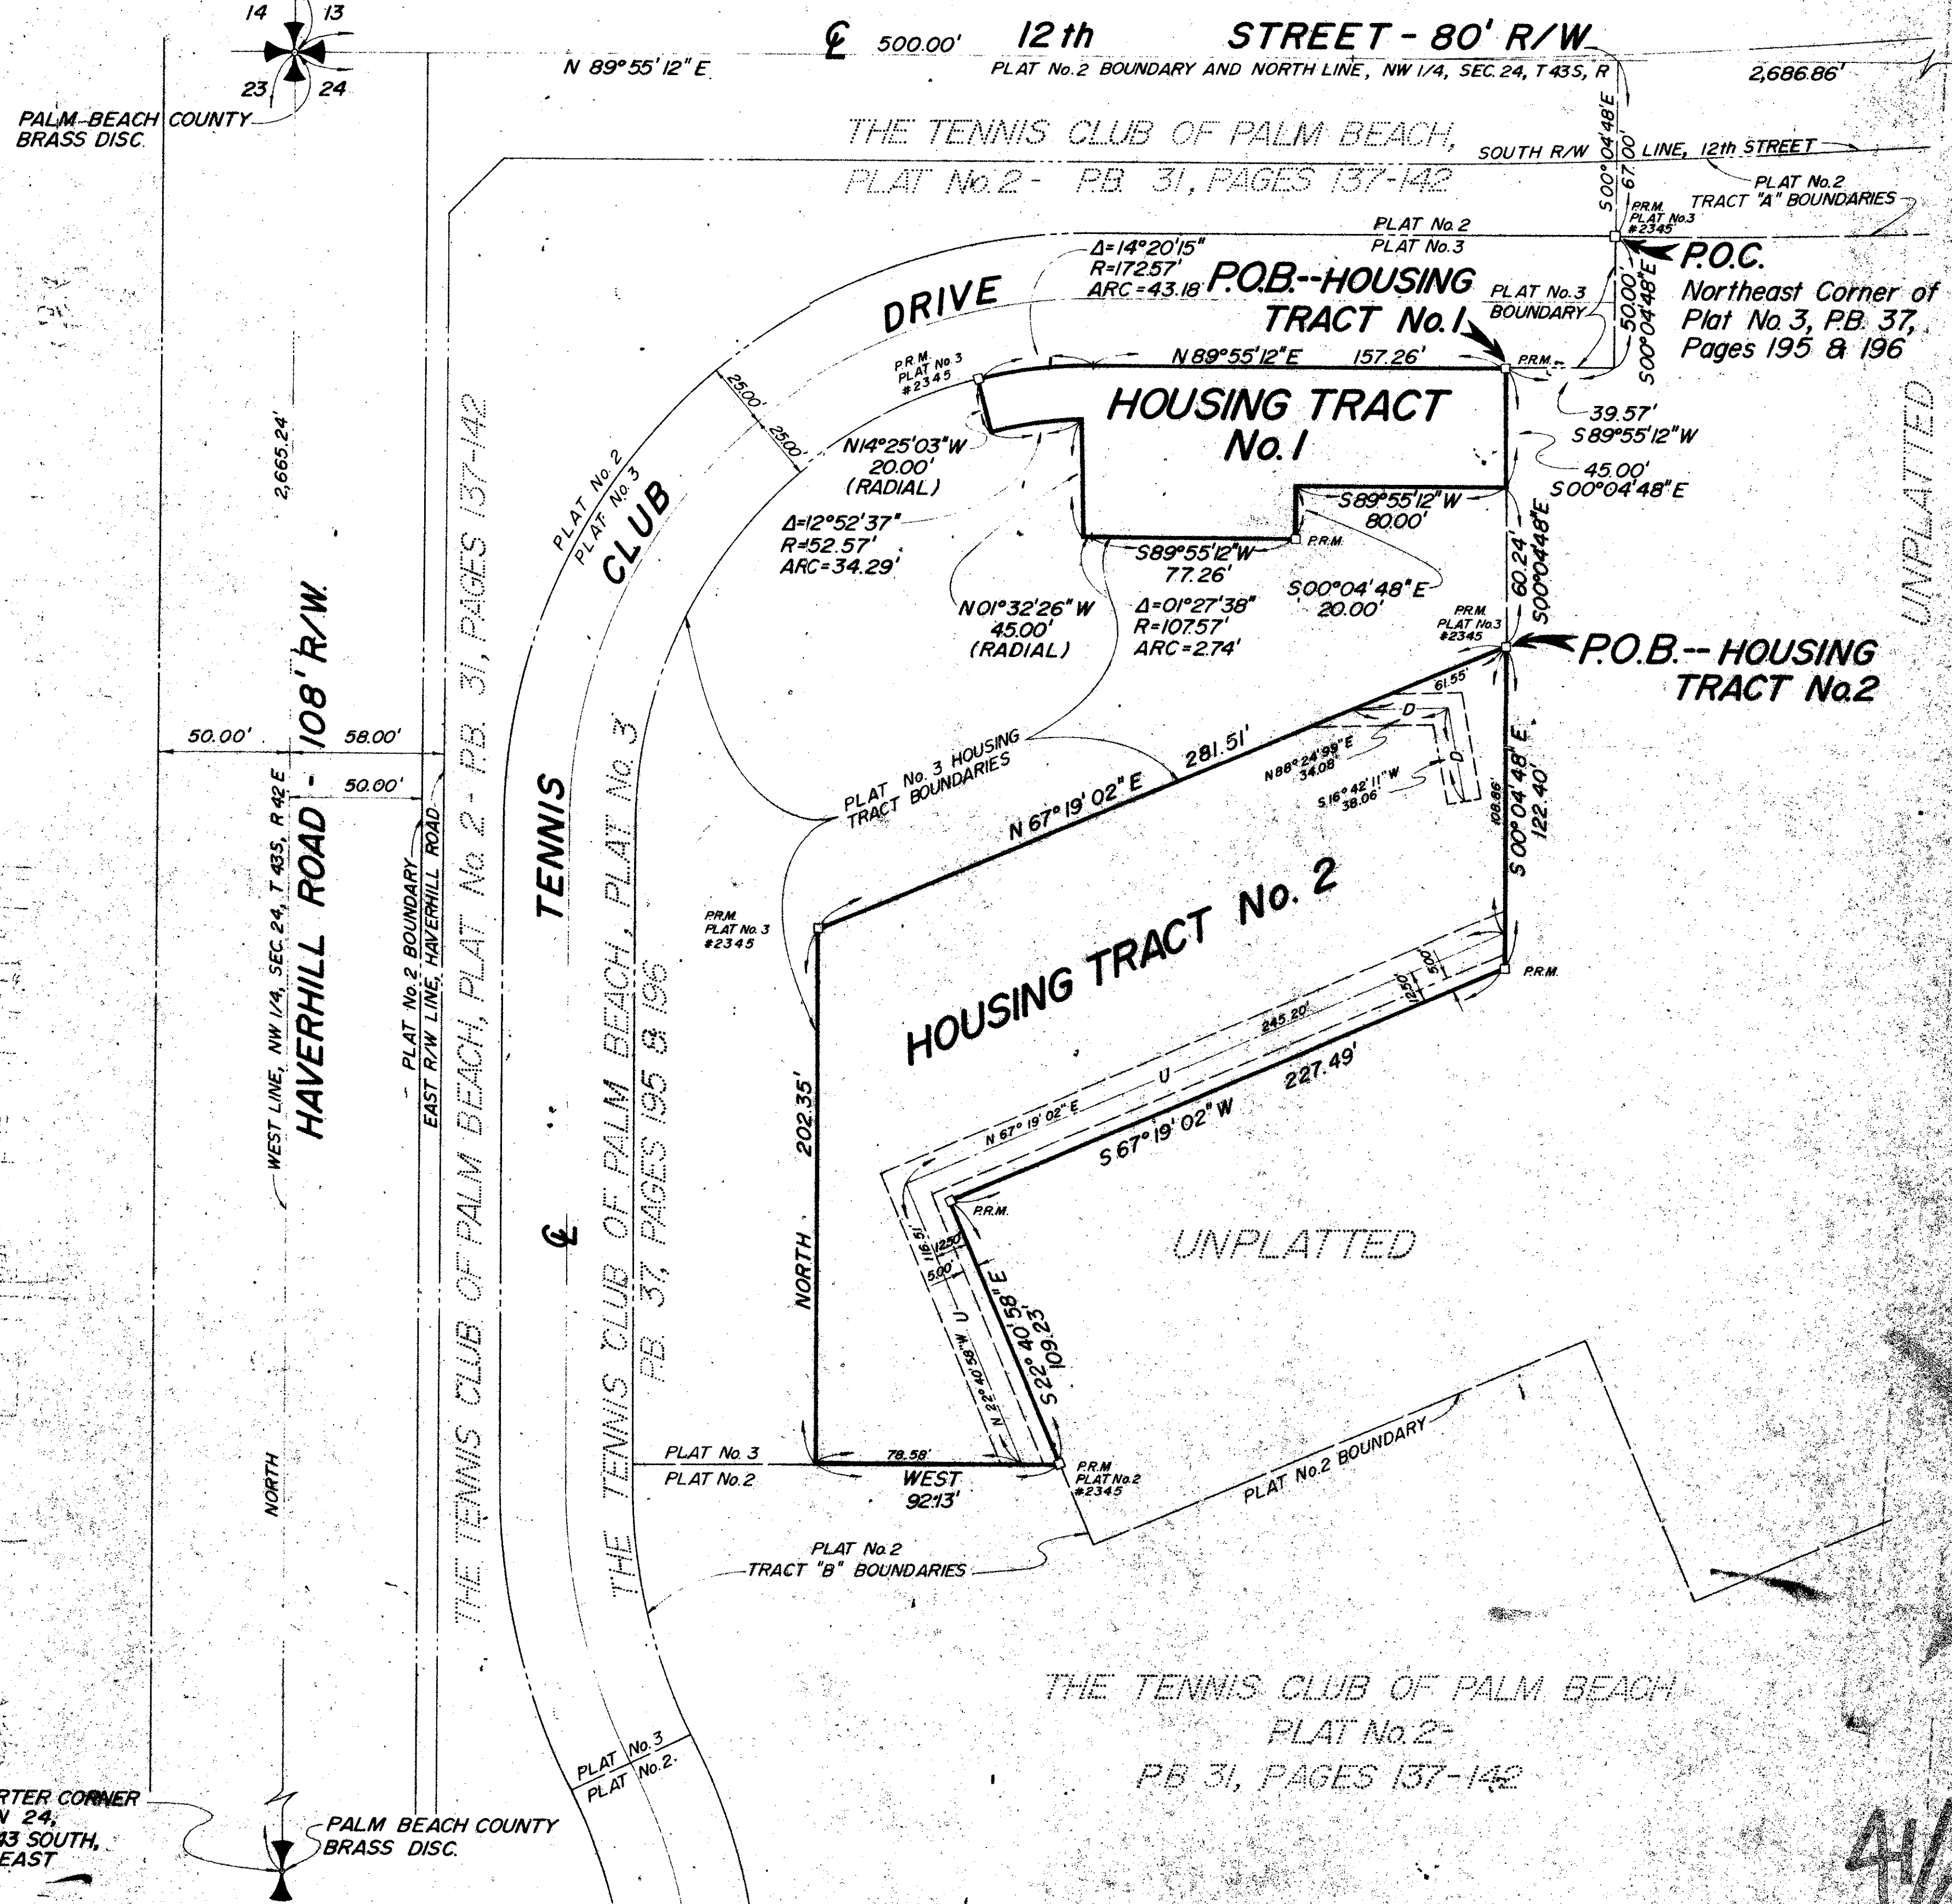 14 13
23 24
PALM BEACH COUNTY
BRASS DISC.
℄ 500.00' 12th STREET - 80' R/W
N 89°55'12" E
PLAT No.2 BOUNDARY AND NORTH LINE, NW 1/4, SEC. 24, T43S, R
2,686.86'
THE TENNIS CLUB OF PALM BEACH,
PLAT No.2 - P.B. 31, PAGES 137-142
SOUTH R/W LINE, 12th STREET
S00°04'48"E
67.00'
PLAT No.2
TRACT "A" BOUNDARIES
P.R.M.
PLAT No.3
#2345
PLAT No.2
PLAT No.3
P.O.C.
Northeast Corner of
Plat No. 3, P.B. 37,
Pages 195 & 196
50.00'
S00°04'48"E
PLAT No.3
BOUNDARY
Δ=14°20'15"
R=172.57'
ARC=43.18'
P.O.B.--HOUSING
TRACT No.1
P.R.M.
N89°55'12"E 157.26'
P.R.M.
PLAT No.3
#2345
HOUSING TRACT
No.1
39.57'
S89°55'12"W
45.00'
S00°04'48"E
UNPLATTED
DRIVE
25.00'
25.00'
N14°25'03"W
20.00'
(RADIAL)
Δ=12°52'37"
R=152.57'
ARC=34.29'
S89°55'12"W
80.00'
P.R.M.
S89°55'12"W
77.26'
S00°04'48"E
20.00'
N01°32'26"W
45.00'
(RADIAL)
Δ=01°27'38"
R=107.57'
ARC=2.74'
60.24'
S00°04'48"E
P.R.M.
PLAT No.3
#2345
P.O.B.-- HOUSING
TRACT No.2
PLAT No. 2
PLAT No. 3
CLUB
TENNIS
℄
2,665.24'
HAVERHILL ROAD - 108' R/W.
50.00' 58.00'
50.00'
WEST LINE, NW 1/4, SEC. 24, T 43S, R 42 E
PLAT No.2 BOUNDARY
EAST R/W LINE, HAVERHILL ROAD
THE TENNIS CLUB OF PALM BEACH, PLAT No. 2 - P.B. 31, PAGES 137-142
THE TENNIS CLUB OF PALM BEACH, PLAT No. 3
P.B. 37, PAGES 195 & 196
NORTH
PLAT No. 3 HOUSING
TRACT BOUNDARIES
N 67°19'02" E 281.51'
61.55'
D
N88°24'99"E
34.08'
D
S16°42'11"W
38.06'
108.86'
S00°04'48"E
122.40'
P.R.M.
PLAT No. 3
#2345
HOUSING TRACT No. 2
5.00'
12.50'
P.R.M.
245.20'
U
N 67°19'02" E
227.49'
S 67°19'02" W
NORTH 202.35'
P.R.M.
116.51'
12.50'
5.00'
U
N 22°40'58" W
S 22°40'58" E
109.23'
UNPLATTED
PLAT No. 3
PLAT No.2
78.58'
WEST
92.13'
P.R.M.
PLAT No.2
#2345
PLAT No.2 BOUNDARY
PLAT No.2
TRACT "B" BOUNDARIES
THE TENNIS CLUB OF PALM BEACH
PLAT No.2-
P.B. 31, PAGES 137-142
PLAT No.3
PLAT No.2
RTER CORNER
N 24,
43 SOUTH,
EAST
PALM BEACH COUNTY
BRASS DISC.
41/